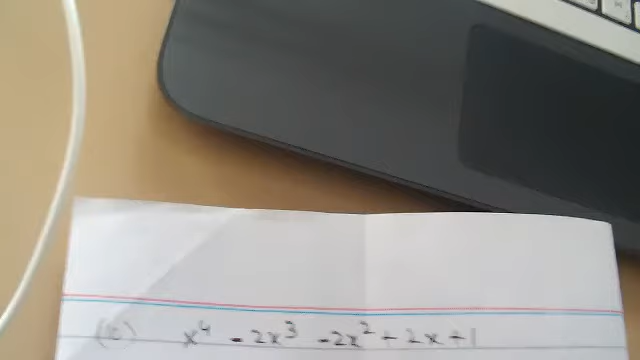 (c) x⁴ - 2x³ - 2x² + 2x + 1